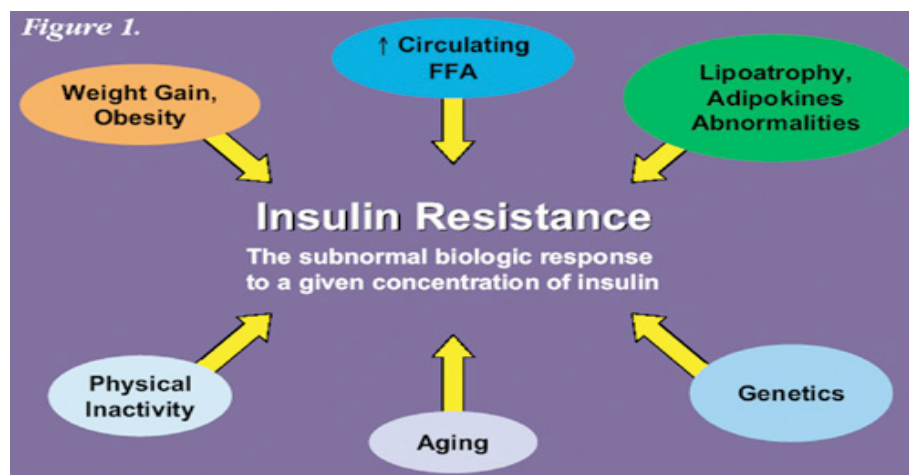 Figure 1.
↑ Circulating
FFA
Weight Gain,
Obesity
Lipoatrophy,
Adipokines
Abnormalities
Insulin Resistance
The subnormal biologic response
to a given concentration of insulin
Physical
Inactivity
Aging
Genetics